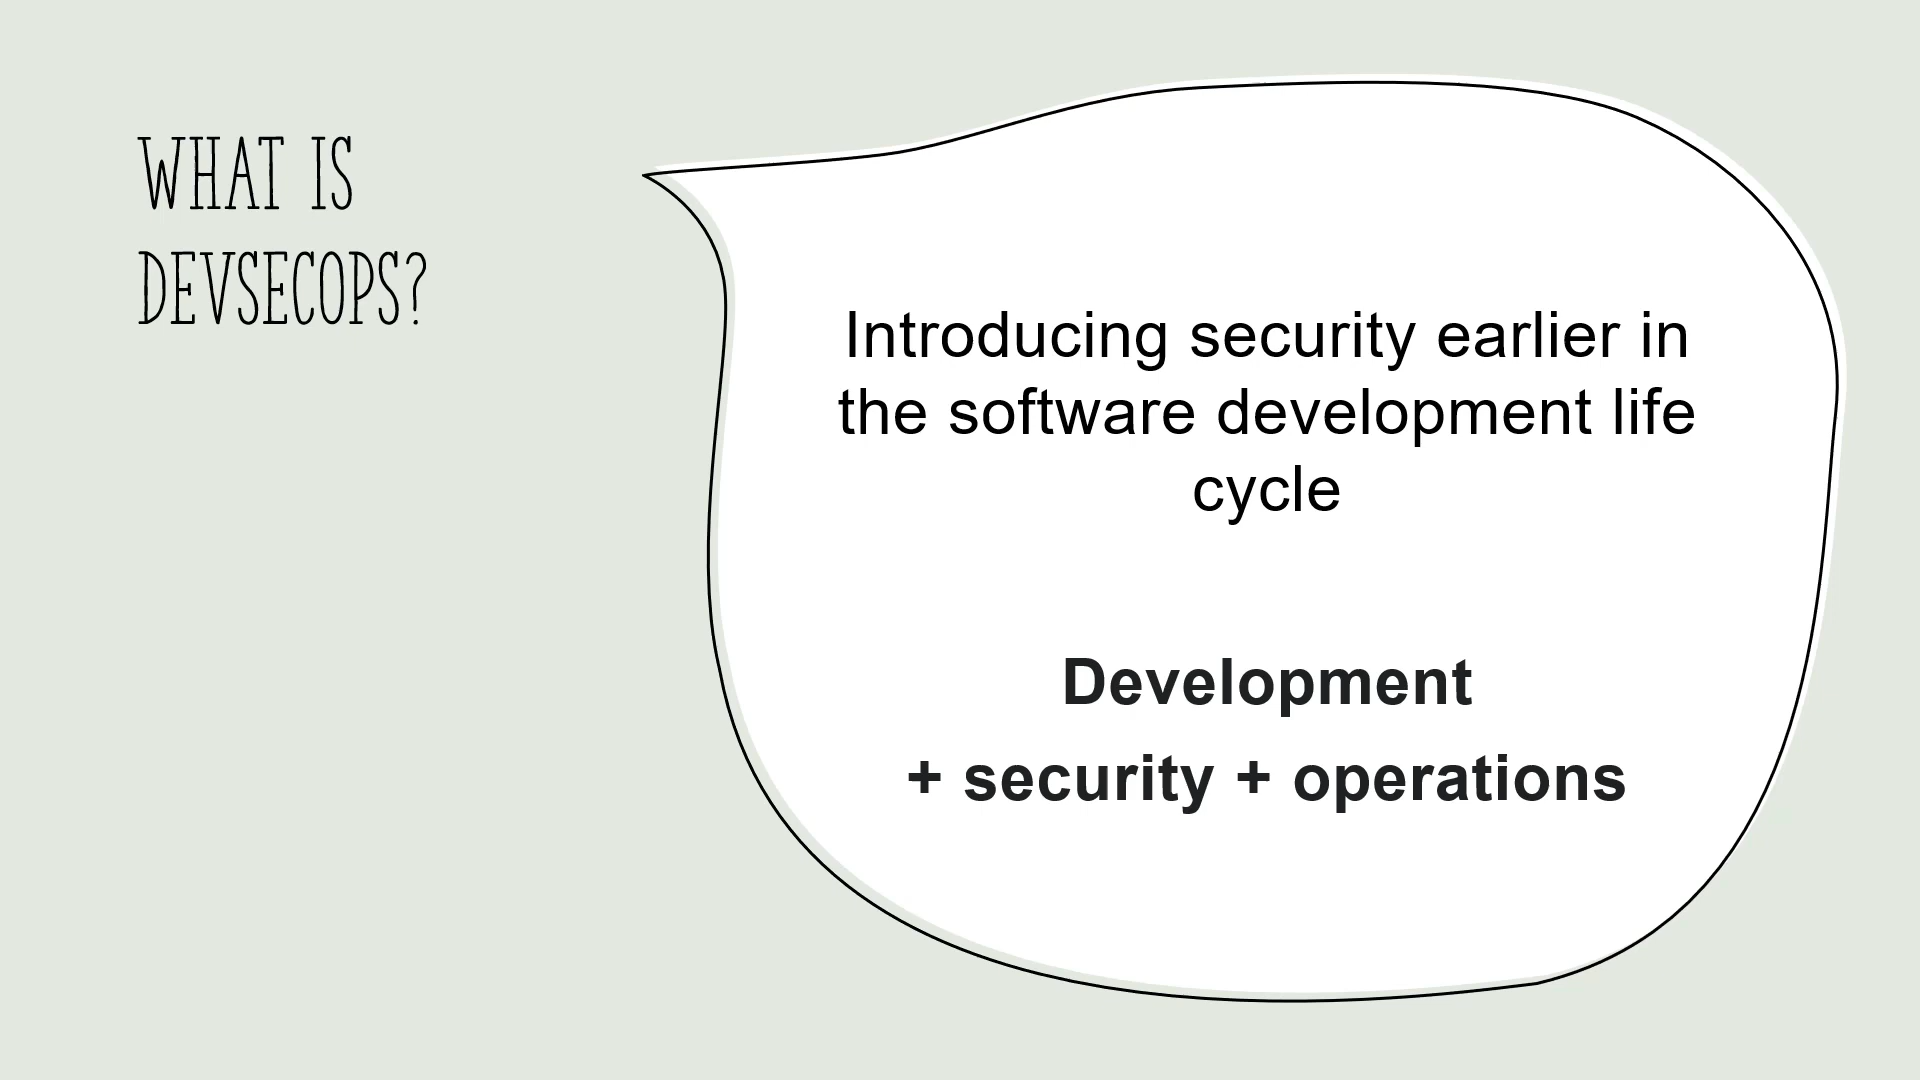 WHAT IS
DEVSECOPS?
Introducing security earlier in
the software development life
cycle
Development
+ security + operations